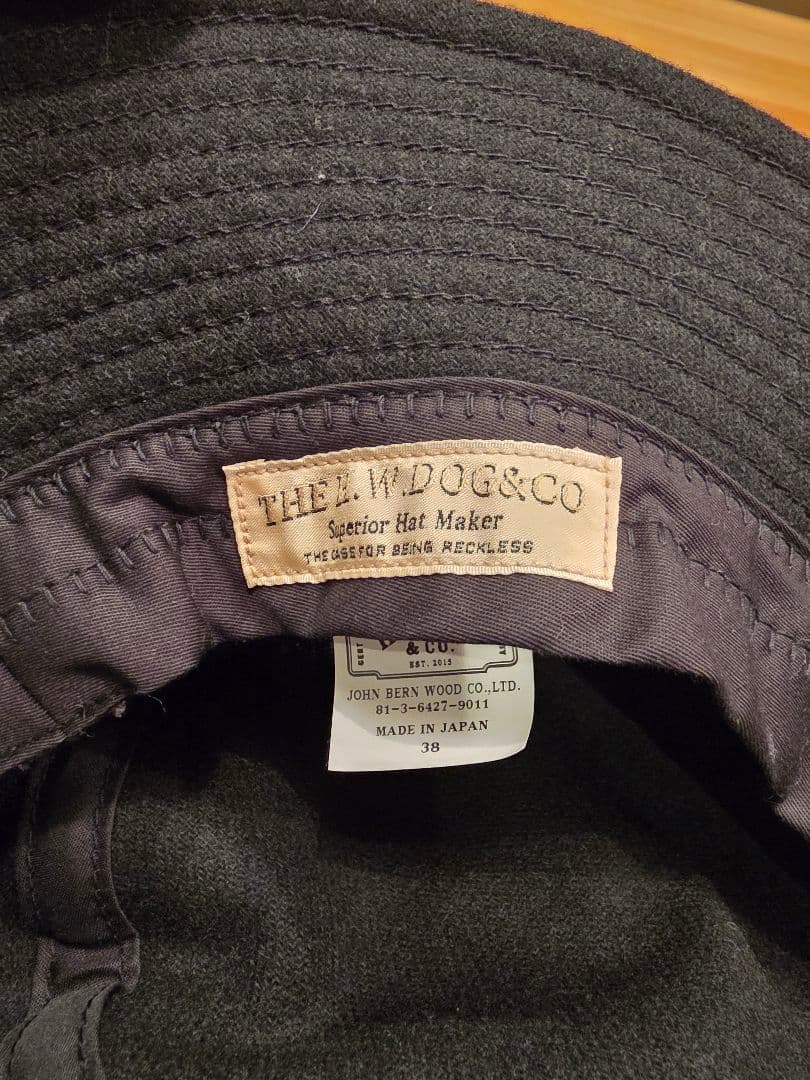 THE H.W.DOG&CO
Superior Hat Maker
THE CASE FOR BEING RECKLESS
& CO.
EST. 2015
JOHN BERN WOOD CO.,LTD.
81-3-6427-9011
MADE IN JAPAN
38